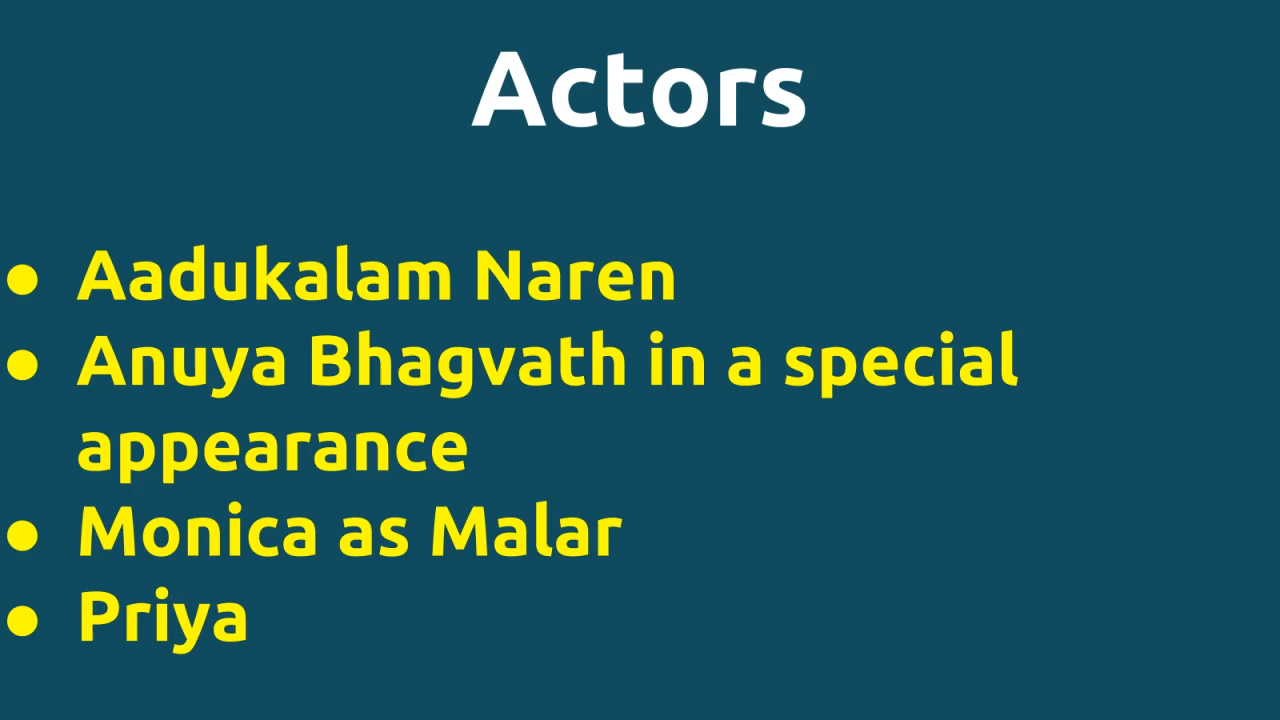 Actors
● Aadukalam Naren
● Anuya Bhagvath in a special
appearance
● Monica as Malar
● Priya